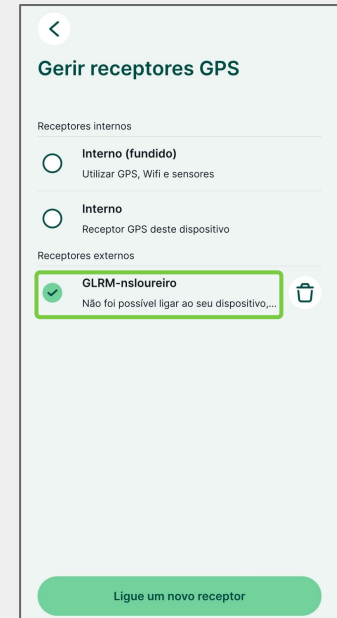 Gerir receptores GPS
Receptores internos
Interno (fundido)
Utilizar GPS, Wifi e sensores
Interno
Receptor GPS deste dispositivo
Receptores externos
GLRM-nsloureiro
Não foi possível ligar ao seu dispositivo,...
Ligue um novo receptor